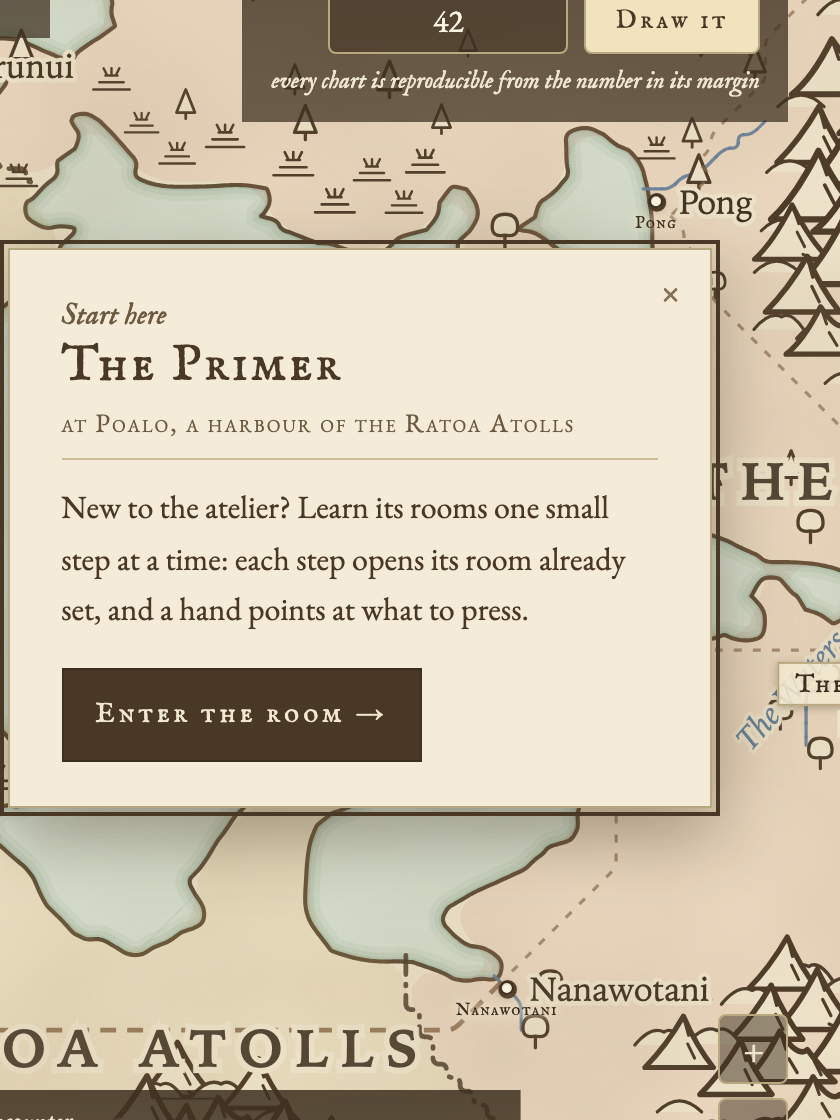 42
Draw it
every chart is reproducible from the number in its margin
Pong
Pong
Start here
The Primer
at Poalo, a harbour of the Ratoa Atolls
New to the atelier? Learn its rooms one small
step at a time: each step opens its room already
set, and a hand points at what to press.
Enter the room →
×
The
The
Nanawotani
Nanawotani
ATOLLS
+